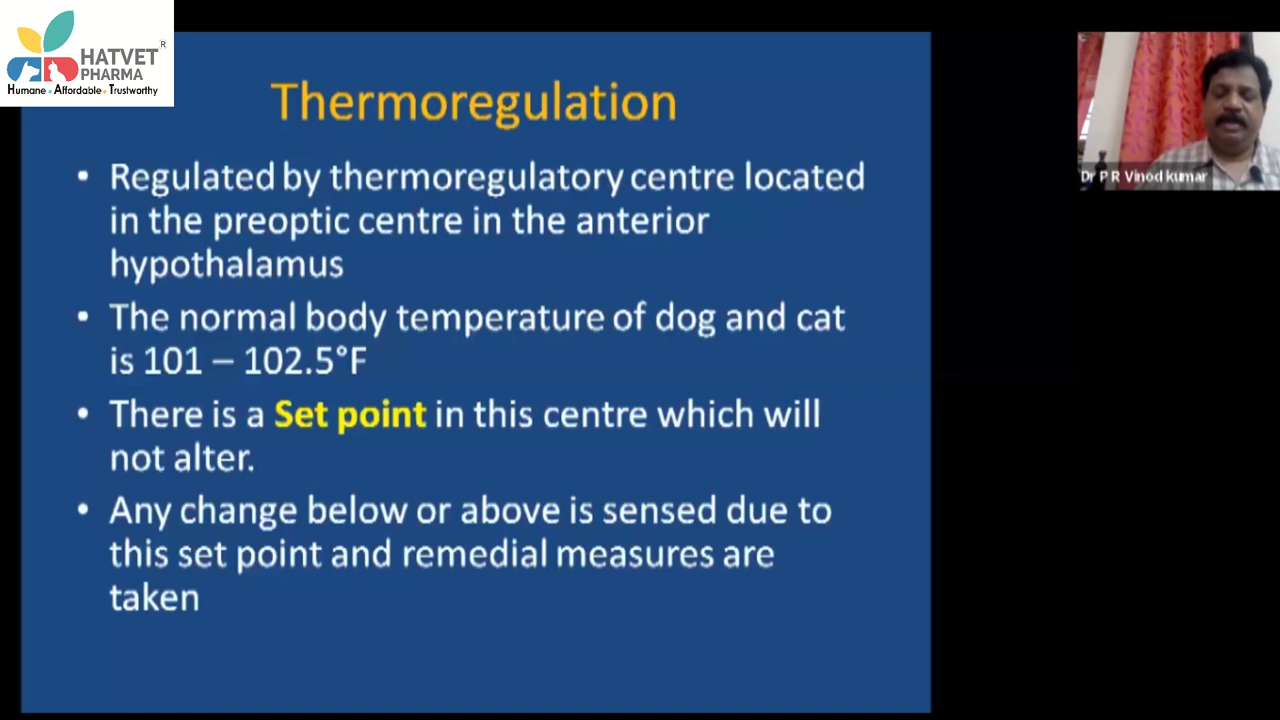 HATVET®
PHARMA
Humane • Affordable • Trustworthy
Thermoregulation
• Regulated by thermoregulatory centre located
in the preoptic centre in the anterior
hypothalamus
• The normal body temperature of dog and cat
is 101 – 102.5°F
• There is a Set point in this centre which will
not alter.
• Any change below or above is sensed due to
this set point and remedial measures are
taken
Dr P R Vinod kumar